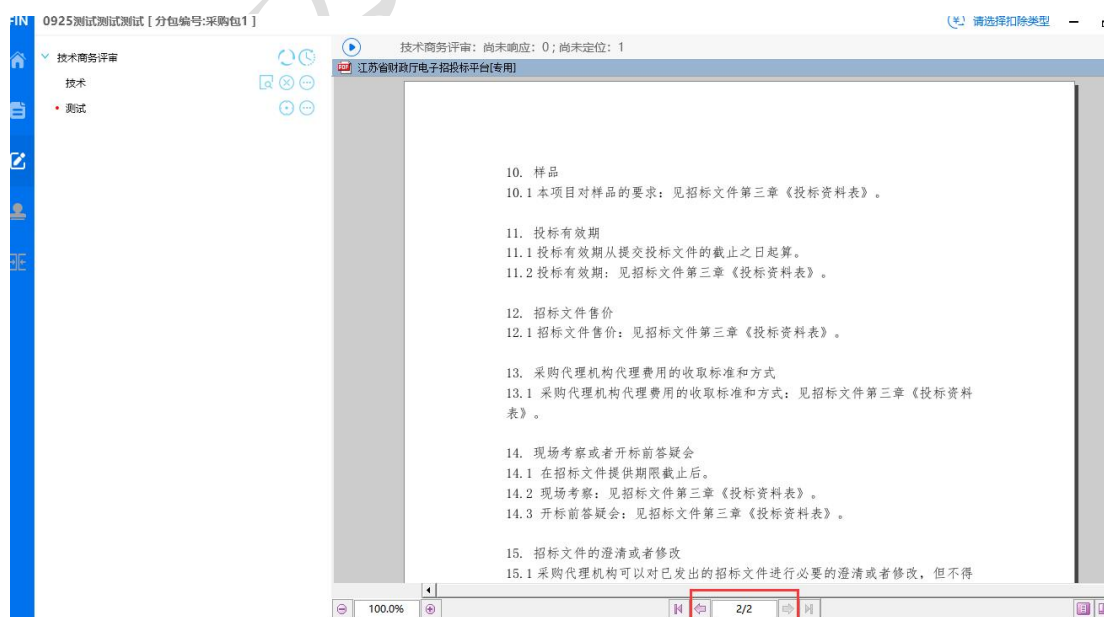 FIN
0925测试测试测试 [ 分包编号:采购包1 ]
请选择扣除类型
技术商务评审
技术
测试
技术商务评审：尚未响应：0 ; 尚未定位：1
江苏省财政厅电子招投标平台[专用]
10. 样品
10.1 本项目对样品的要求：见招标文件第三章《投标资料表》。
11. 投标有效期
11.1 投标有效期从提交投标文件的截止之日起算。
11.2 投标有效期：见招标文件第三章《投标资料表》。
12. 招标文件售价
12.1 招标文件售价：见招标文件第三章《投标资料表》。
13. 采购代理机构代理费用的收取标准和方式
13.1 采购代理机构代理费用的收取标准和方式：见招标文件第三章《投标资料
表》。
14. 现场考察或者开标前答疑会
14.1 在招标文件提供期限截止后。
14.2 现场考察：见招标文件第三章《投标资料表》。
14.3 开标前答疑会：见招标文件第三章《投标资料表》。
15. 招标文件的澄清或者修改
15.1 采购代理机构可以对已发出的招标文件进行必要的澄清或者修改，但不得
100.0%
2/2